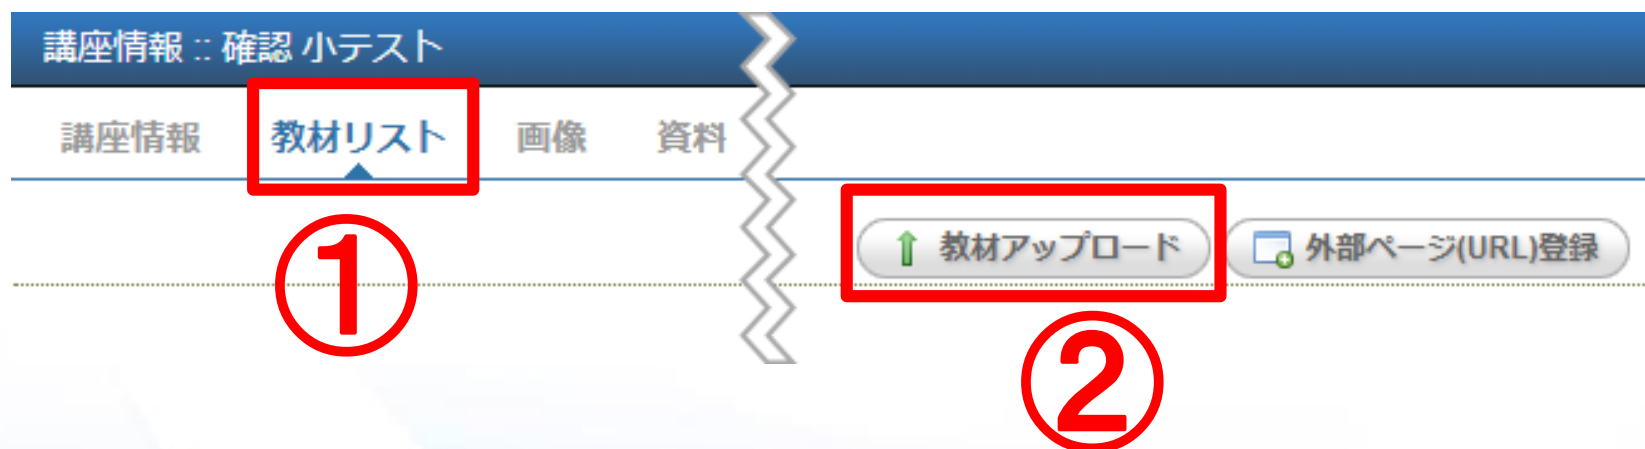 講座情報 :: 確認 小テスト
講座情報 教材リスト 画像 資料
教材アップロード 外部ページ(URL)登録
① ②